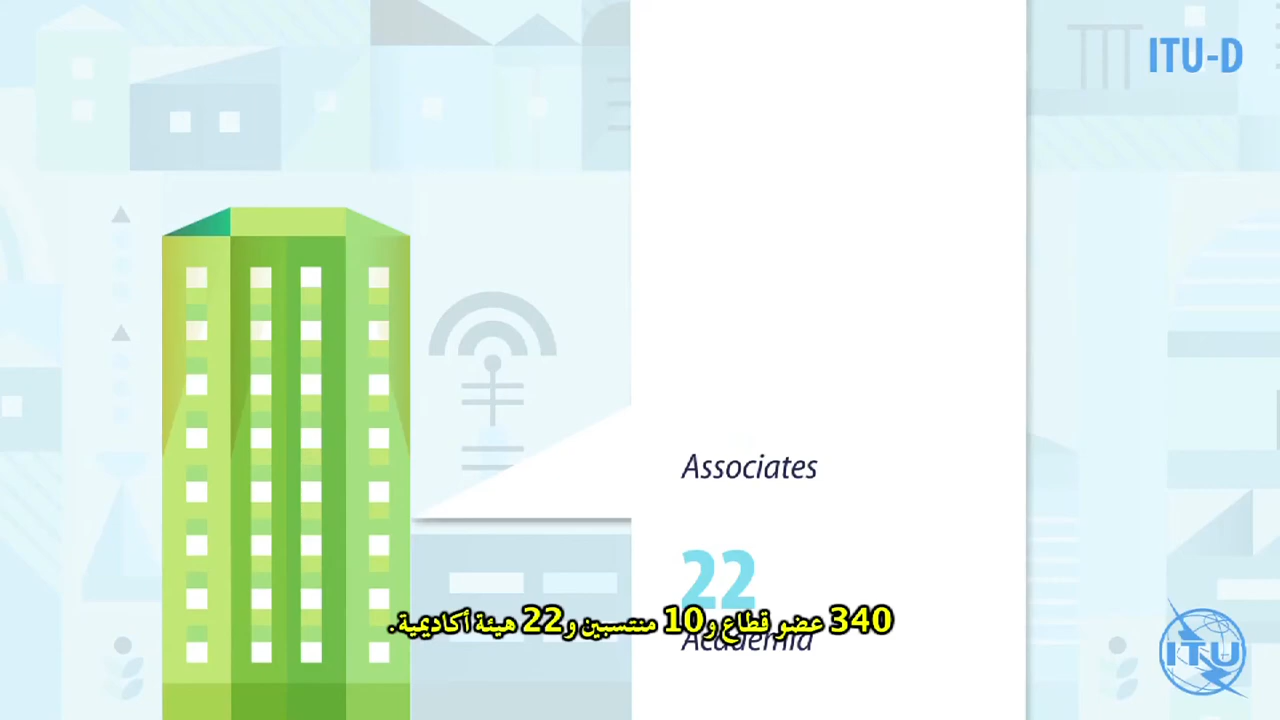 ITU-D
Associates
22
Academia
340 عضو قطاع و10 منتسبين و22 هيئة أكاديمية.
ITU